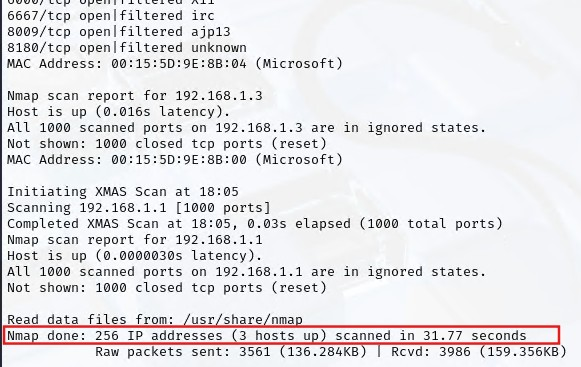 6000/tcp open|filtered X11
6667/tcp open|filtered irc
8009/tcp open|filtered ajp13
8180/tcp open|filtered unknown
MAC Address: 00:15:5D:9E:8B:04 (Microsoft)
Nmap scan report for 192.168.1.3
Host is up (0.016s latency).
All 1000 scanned ports on 192.168.1.3 are in ignored states.
Not shown: 1000 closed tcp ports (reset)
MAC Address: 00:15:5D:9E:8B:00 (Microsoft)
Initiating XMAS Scan at 18:05
Scanning 192.168.1.1 [1000 ports]
Completed XMAS Scan at 18:05, 0.03s elapsed (1000 total ports)
Nmap scan report for 192.168.1.1
Host is up (0.0000030s latency).
All 1000 scanned ports on 192.168.1.1 are in ignored states.
Not shown: 1000 closed tcp ports (reset)
Read data files from: /usr/share/nmap
Nmap done: 256 IP addresses (3 hosts up) scanned in 31.77 seconds
Raw packets sent: 3561 (136.284KB) | Rcvd: 3986 (159.356KB)